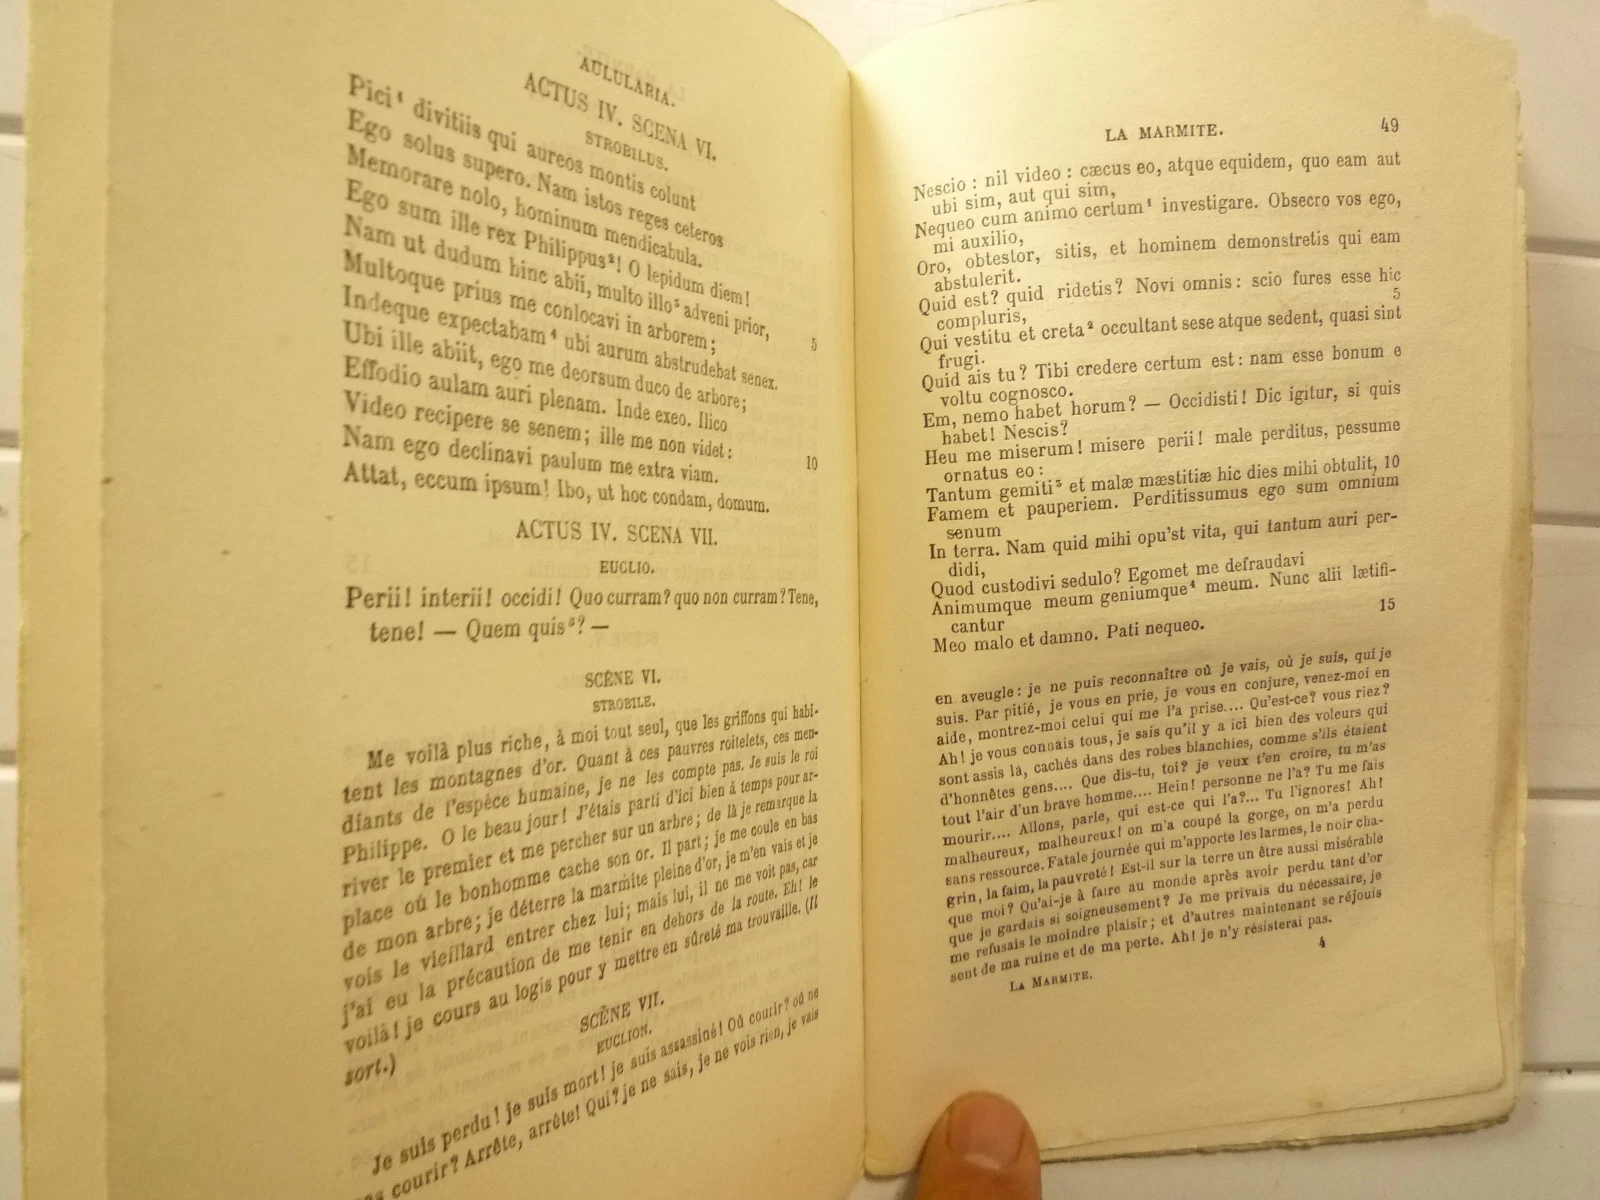 AULULARIA.
ACTUS IV. SCENA VI.
STROBILUS.
Pici¹ divitiis qui aureos montis colunt
Ego solus supero. Nam istos reges ceteros
Memorare nolo, hominum mendicabula.
Ego sum ille rex Philippus²! O lepidum diem!
Nam ut dudum hinc abii, multo illo³ adveni prior,
Multoque prius me conlocavi in arborem; 5
Indeque expectabam⁴ ubi aurum abstrudebat senex.
Ubi ille abiit, ego me deorsum duco de arbore;
Effodio aulam auri plenam. Inde exeo. Ilico
Video recipere se senem; ille me non videt:
Nam ego declinavi paulum me extra viam. 10
Attat, eccum ipsum! Ibo, ut hoc condam, domum.
ACTUS IV. SCENA VII.
EUCLIO.
Perii! interii! occidi! Quo curram? quo non curram? Tene,
tene! — Quem quis⁵? —
SCÈNE VI.
STROBILE.
Me voilà plus riche, à moi tout seul, que les griffons qui habi-
tent les montagnes d'or. Quant à ces pauvres roitelets, ces men-
diants de l'espèce humaine, je ne les compte pas. Je suis le roi
Philippe. O le beau jour! J'étais parti d'ici bien à temps pour ar-
river le premier et me percher sur un arbre; de là je remarque la
place où le bonhomme cache son or. Il part; je me coule en bas
de mon arbre; je déterre la marmite pleine d'or, je m'en vais et je
vois le vieillard entrer chez lui; mais lui, il ne me voit pas, car
j'ai eu la précaution de me tenir en dehors de la route. Eh! le
voilà! je cours au logis pour y mettre en sûreté ma trouvaille. (Il
sort.)
SCÈNE VII.
EUCLION.
Je suis perdu! je suis mort! je suis assassiné! Où courir? où ne
courir? Arrête, arrête! Qui? je ne sais, je ne vois rien, je vais
LA MARMITE. 49
Nescio: nil video: cæcus eo, atque equidem, quo eam aut
ubi sim, aut qui sim,
Nequeo cum animo certum¹ investigare. Obsecro vos ego,
mi auxilio,
Oro, obtestor, sitis, et hominem demonstretis qui eam
abstulerit.
Quid est? quid ridetis? Novi omnis: scio fures esse hic
compluris, 5
Qui vestitu et creta² occultant sese atque sedent, quasi sint
frugi.
Quid ais tu? Tibi credere certum est: nam esse bonum e
voltu cognosco.
Em, nemo habet horum? — Occidisti! Dic igitur, si quis
habet! Nescis?
Heu me miserum! misere perii! male perditus, pessume
ornatus eo:
Tantum gemiti³ et malæ mæstitiæ hic dies mihi obtulit, 10
Famem et pauperiem. Perditissumus ego sum omnium
senum
In terra. Nam quid mihi opu'st vita, qui tantum auri per-
didi,
Quod custodivi sedulo? Egomet me defraudavi
Animumque meum geniumque⁴ meum. Nunc alii lætifi-
cantur 15
Meo malo et damno. Pati nequeo.
en aveugle: je ne puis reconnaître où je vais, où je suis, qui je
suis. Par pitié, je vous en prie, je vous en conjure, venez-moi en
aide, montrez-moi celui qui me l'a prise.... Qu'est-ce? vous riez?
Ah! je vous connais tous, je sais qu'il y a ici bien des voleurs qui
sont assis là, cachés dans des robes blanchies, comme s'ils étaient
d'honnêtes gens.... Que dis-tu, toi? je veux t'en croire, tu m'as
tout l'air d'un brave homme.... Hein! personne ne l'a? Tu me fais
mourir.... Allons, parle, qui est-ce qui l'a?... Tu l'ignores! Ah!
malheureux, malheureux! on m'a coupé la gorge, on m'a perdu
sans ressource. Fatale journée qui m'apporte les larmes, le noir cha-
grin, la faim, la pauvreté! Est-il sur la terre un être aussi misérable
que moi? Qu'ai-je à faire au monde après avoir perdu tant d'or
que je gardais si soigneusement? Je me privais du nécessaire, je
me refusais le moindre plaisir; et d'autres maintenant se réjouis
sent de ma ruine et de ma perte. Ah! je n'y résisterai pas.
LA MARMITE. 4